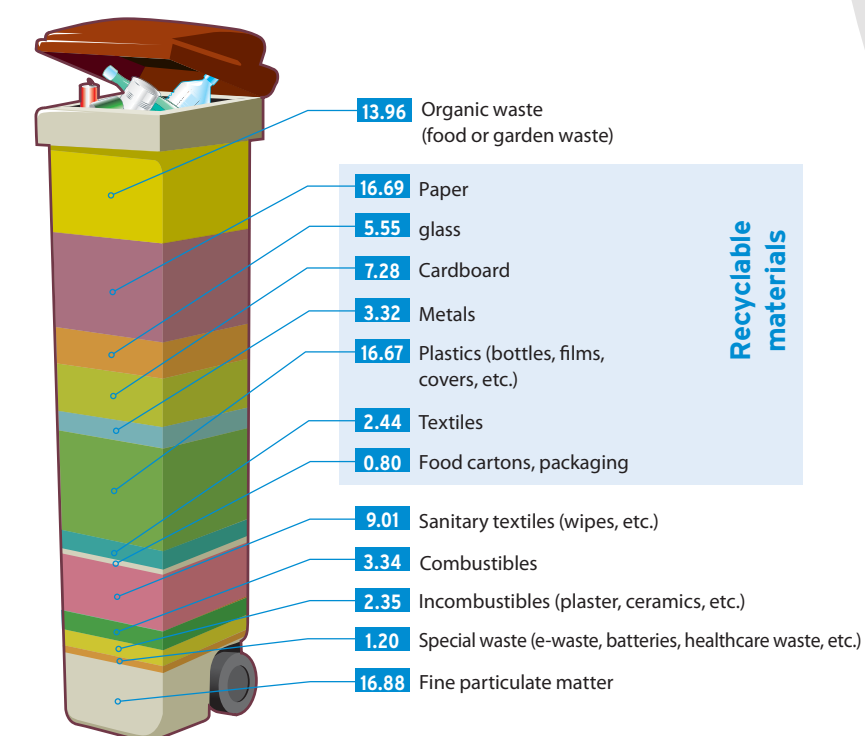 13.96 Organic waste
(food or garden waste)
16.69 Paper
5.55 glass
7.28 Cardboard
3.32 Metals
16.67 Plastics (bottles, films,
covers, etc.)
2.44 Textiles
0.80 Food cartons, packaging
Recyclable
materials
9.01 Sanitary textiles (wipes, etc.)
3.34 Combustibles
2.35 Incombustibles (plaster, ceramics, etc.)
1.20 Special waste (e-waste, batteries, healthcare waste, etc.)
16.88 Fine particulate matter